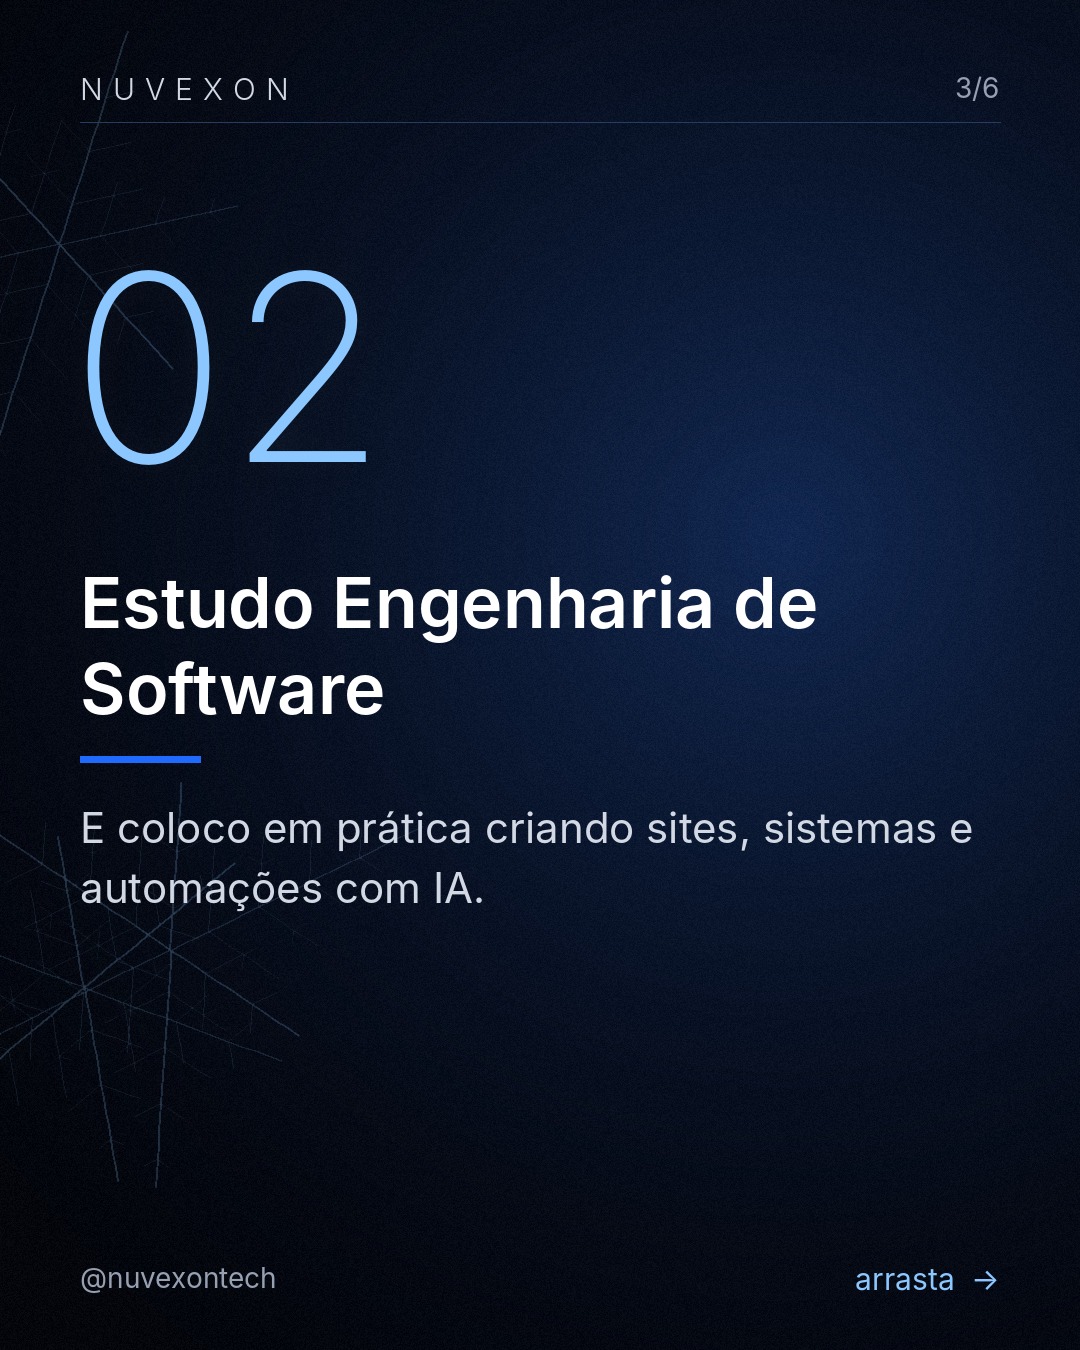 NUVEXON
3/6
02
Estudo Engenharia de
Software
E coloco em prática criando sites, sistemas e
automações com IA.
@nuvexontech
arrasta →